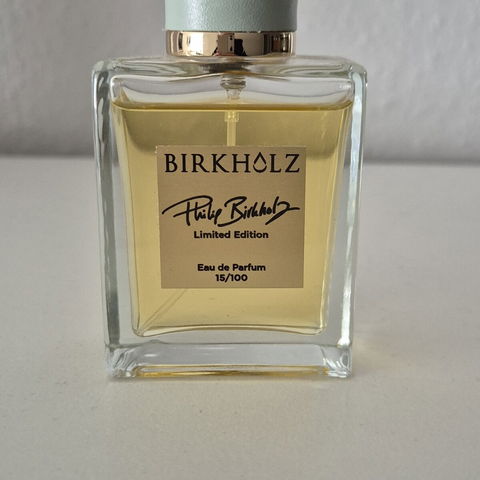 BIRKHOLZ
Philip Birkholz
Limited Edition
Eau de Parfum
15/100